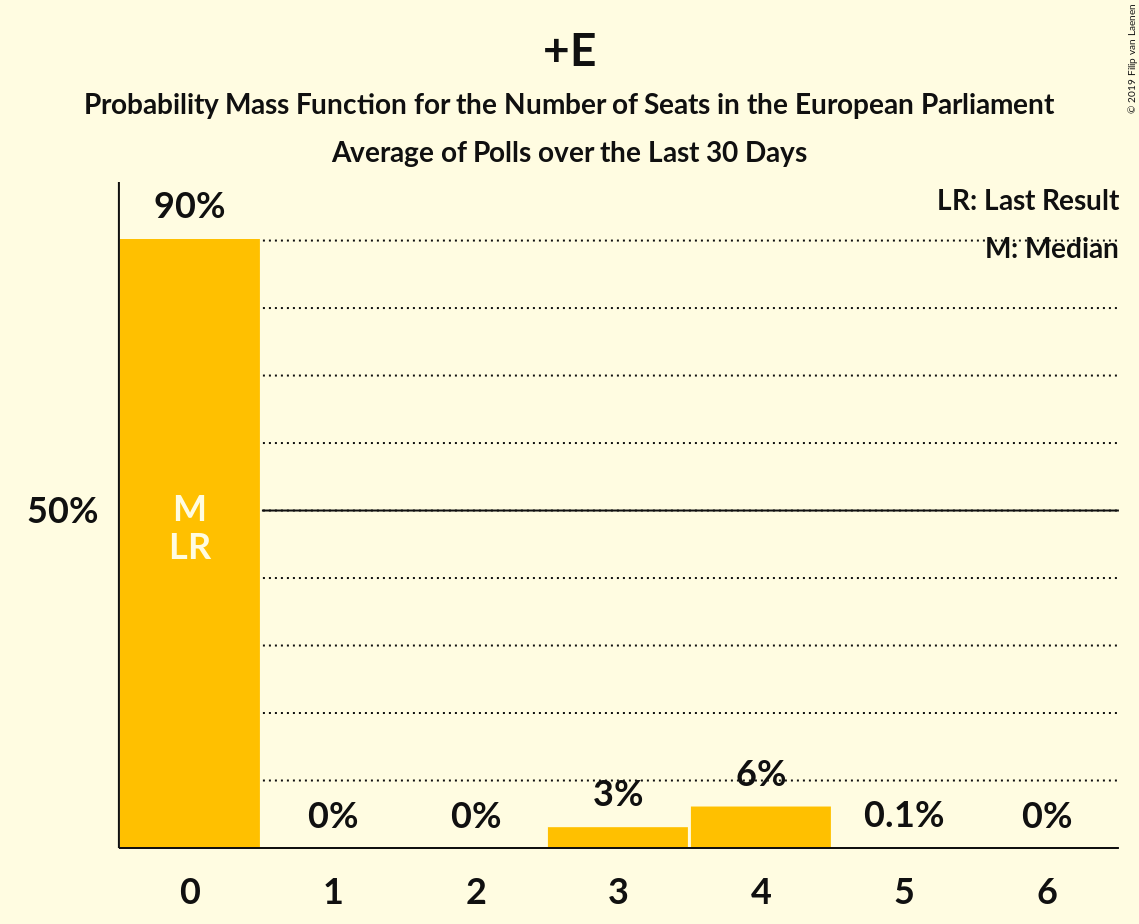 +E
Probability Mass Function for the Number of Seats in the European Parliament
Average of Polls over the Last 30 Days
© 2019 Filip van Laenen
LR: Last Result
M: Median
90%
50%
M
LR
0%
0%
3%
6%
0.1%
0%
0
1
2
3
4
5
6